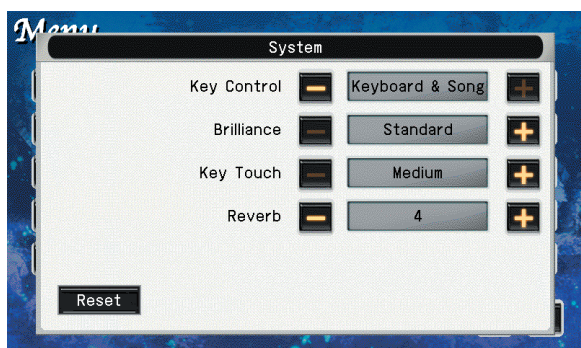 Menu
System
Key Control − Keyboard & Song +
Brilliance − Standard +
Key Touch − Medium +
Reverb − 4 +
Reset